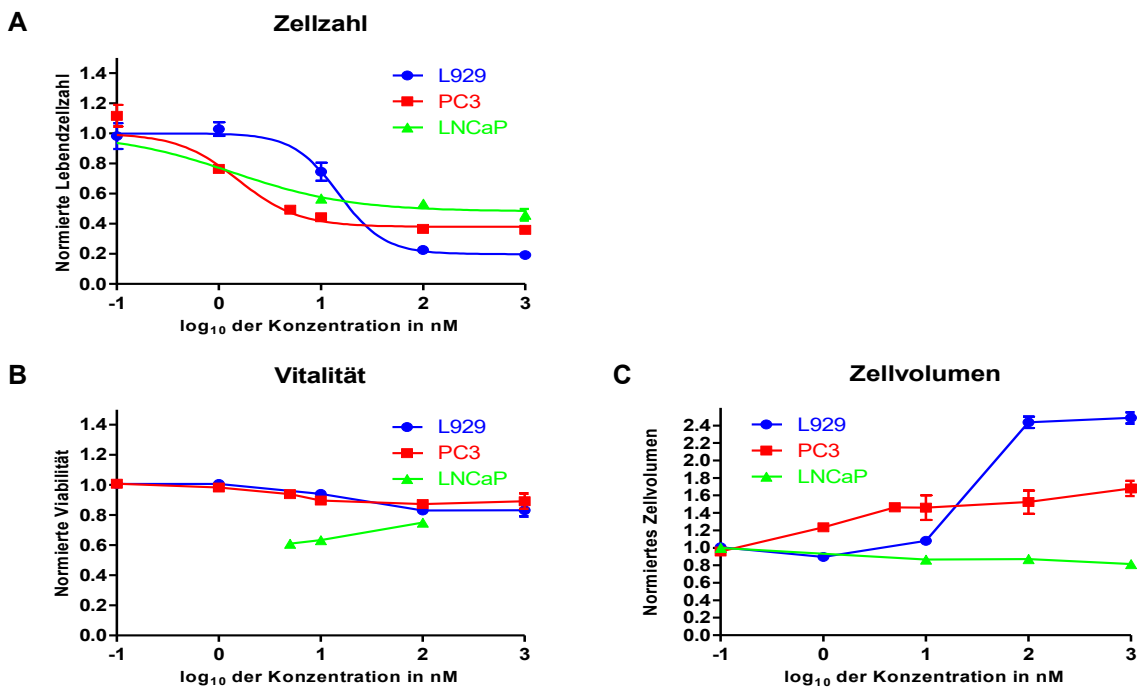 A
Zellzahl
Normierte Lebendzellzahl
1.4
1.2
1.0
0.8
0.6
0.4
0.2
0.0
-1 0 1 2 3
log₁₀ der Konzentration in nM
L929
PC3
LNCaP
B
Vitalität
Normierte Viabilität
1.4
1.2
1.0
0.8
0.6
0.4
0.2
0.0
-1 0 1 2 3
log₁₀ der Konzentration in nM
L929
PC3
LNCaP
C
Zellvolumen
Normiertes Zellvolumen
2.4
2.2
2.0
1.8
1.6
1.4
1.2
1.0
0.8
0.6
0.4
0.2
0.0
-1 0 1 2 3
log₁₀ der Konzentration in nM
L929
PC3
LNCaP